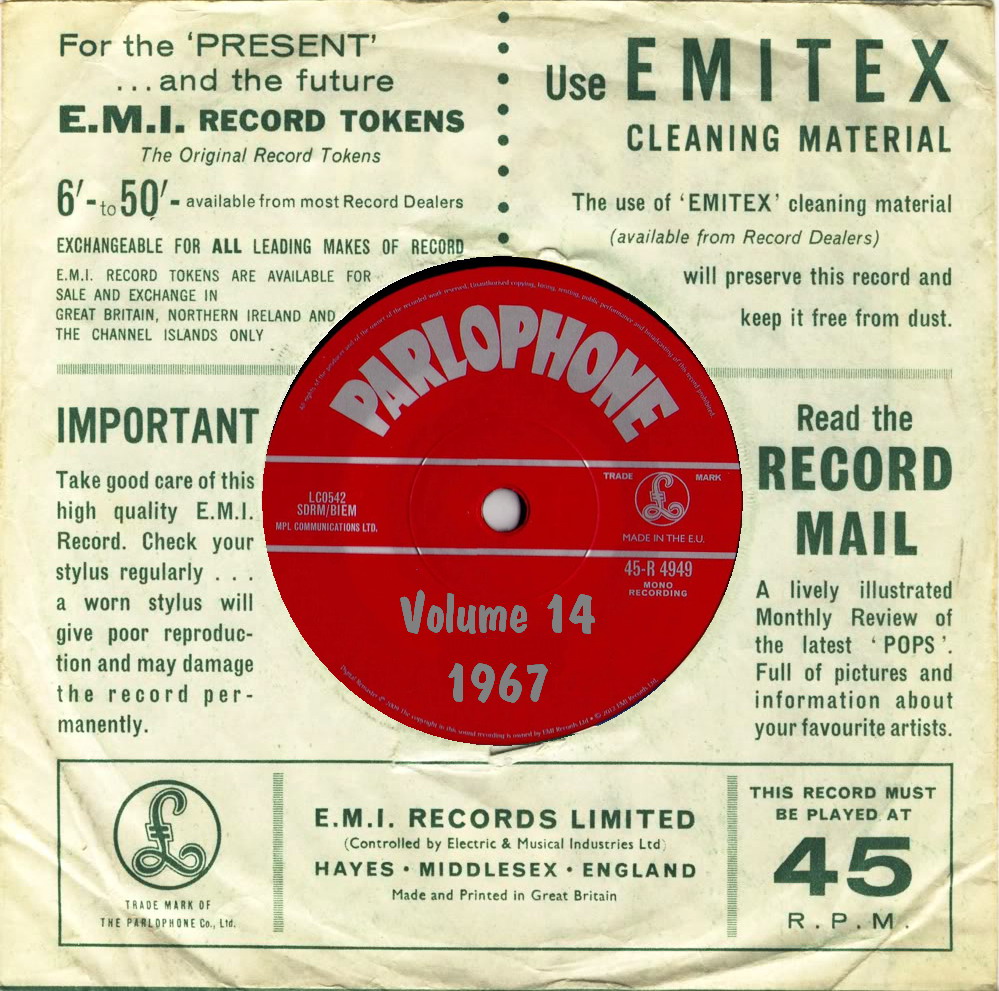 For the ‘PRESENT’
...and the future
E.M.I. RECORD TOKENS
The Original Record Tokens
6'- to 50'- available from most Record Dealers
EXCHANGEABLE FOR ALL LEADING MAKES OF RECORD
E.M.I. RECORD TOKENS ARE AVAILABLE FOR
SALE AND EXCHANGE IN
GREAT BRITAIN, NORTHERN IRELAND AND
THE CHANNEL ISLANDS ONLY
Use EMITEX
CLEANING MATERIAL
The use of ‘EMITEX’ cleaning material
(available from Record Dealers)
will preserve this record and
keep it free from dust.
IMPORTANT
Take good care of this
high quality E.M.I.
Record. Check your
stylus regularly . . .
a worn stylus will
give poor reproduc-
tion and may damage
the record per-
manently.
PARLOPHONE
LC0542
SDRM/BIEM
MPL COMMUNICATIONS LTD.
TRADE MARK
MADE IN THE E.U.
45-R 4949
MONO
RECORDING
Volume 14
1967
Read the
RECORD
MAIL
A lively illustrated
Monthly Review of
the latest ‘POPS’.
Full of pictures and
information about
your favourite artists.
TRADE MARK OF
THE PARLOPHONE Co., Ltd.
E.M.I. RECORDS LIMITED
(Controlled by Electric & Musical Industries Ltd)
HAYES • MIDDLESEX • ENGLAND
Made and Printed in Great Britain
THIS RECORD MUST
BE PLAYED AT
45
R.P.M.